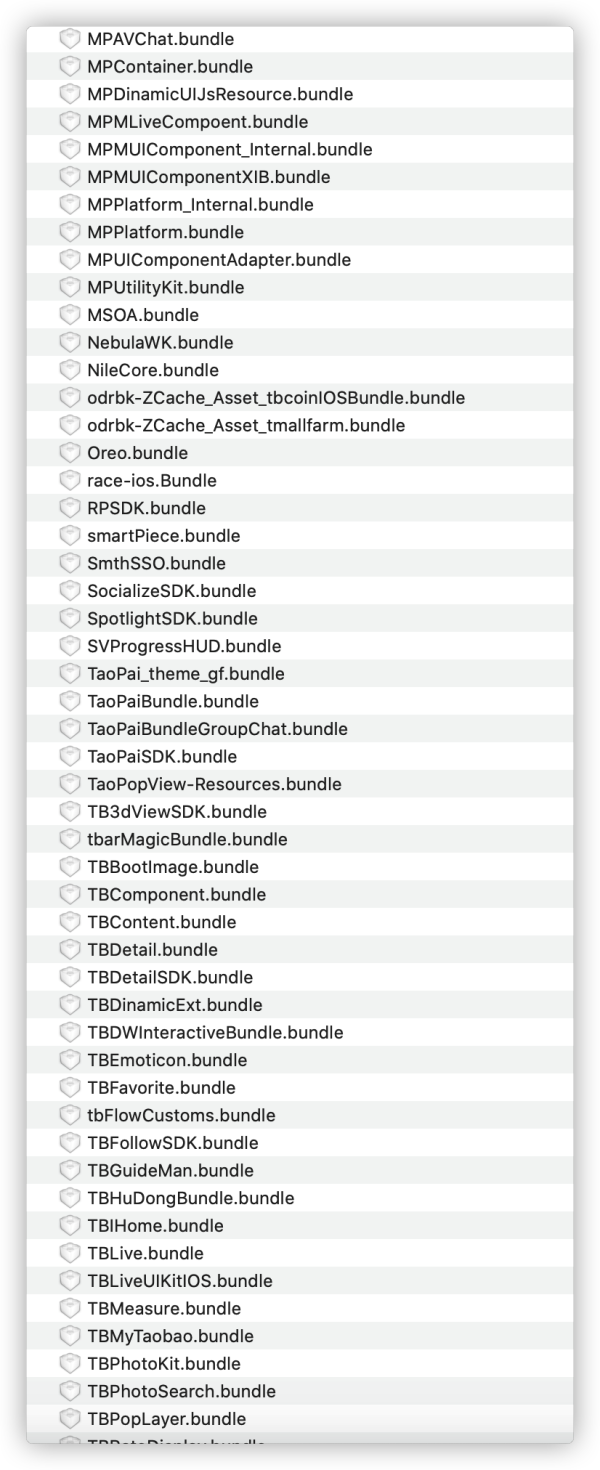 MPAVChat.bundle
MPContainer.bundle
MPDinamicUIJsResource.bundle
MPMLiveCompoent.bundle
MPMUIComponent_Internal.bundle
MPMUIComponentXIB.bundle
MPPlatform_Internal.bundle
MPPlatform.bundle
MPUIComponentAdapter.bundle
MPUtilityKit.bundle
MSOA.bundle
NebulaWK.bundle
NileCore.bundle
odrbk-ZCache_Asset_tbcoinIOSBundle.bundle
odrbk-ZCache_Asset_tmallfarm.bundle
Oreo.bundle
race-ios.Bundle
RPSDK.bundle
smartPiece.bundle
SmthSSO.bundle
SocializeSDK.bundle
SpotlightSDK.bundle
SVProgressHUD.bundle
TaoPai_theme_gf.bundle
TaoPaiBundle.bundle
TaoPaiBundleGroupChat.bundle
TaoPaiSDK.bundle
TaoPopView-Resources.bundle
TB3dViewSDK.bundle
tbarMagicBundle.bundle
TBBootImage.bundle
TBComponent.bundle
TBContent.bundle
TBDetail.bundle
TBDetailSDK.bundle
TBDinamicExt.bundle
TBDWInteractiveBundle.bundle
TBEmoticon.bundle
TBFavorite.bundle
tbFlowCustoms.bundle
TBFollowSDK.bundle
TBGuideMan.bundle
TBHuDongBundle.bundle
TBIHome.bundle
TBLive.bundle
TBLiveUIKitIOS.bundle
TBMeasure.bundle
TBMyTaobao.bundle
TBPhotoKit.bundle
TBPhotoSearch.bundle
TBPopLayer.bundle